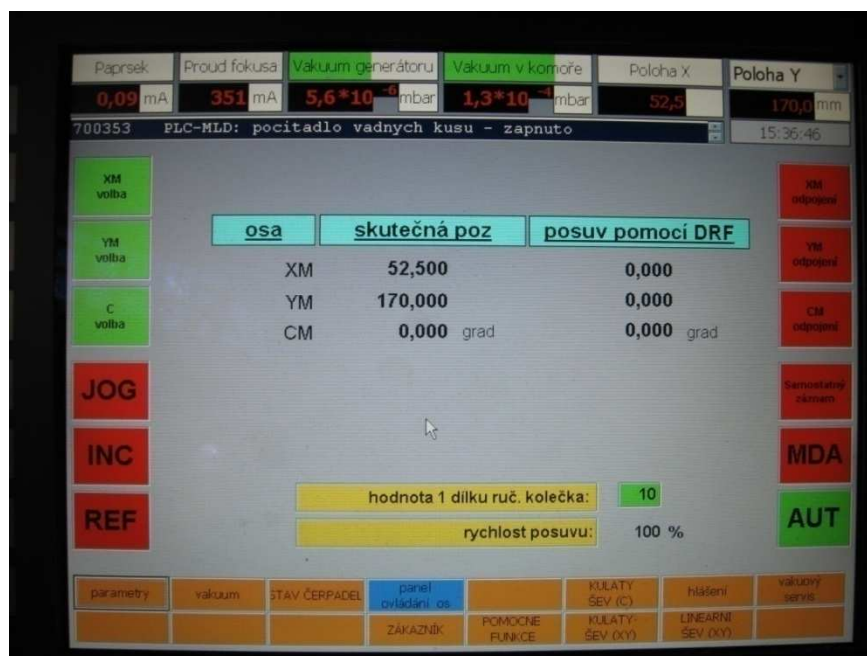 Paprsek Proud fokusa Vakuum generátoru Vakuum v komoře Poloha X Poloha Y
0,09 mA 351 mA 5,6*10 -6 mbar 1,3*10 -4 mbar 52,5 170,0 mm
700353 PLC-MLD: pocitadlo vadnych kusu - zapnuto 15:36:46
XM volba
XM odpojení
osa skutečná poz posuv pomocí DRF
YM volba
YM odpojení
XM 52,500 0,000
YM 170,000 0,000
C volba
CM odpojení
CM 0,000 grad 0,000 grad
JOG
Samostatný záznam
INC
MDA
hodnota 1 dílku ruč. kolečka: 10
REF
AUT
rychlost posuvu: 100 %
parametry vakuum STAV ČERPADEL panel ovládání os KULATY ŠEV (C) hlášení vakuový servis
ZÁKAZNÍK POMOCNE FUNKCE KULATY- ŠEV (XY) LINEARNI ŠEV (XY)